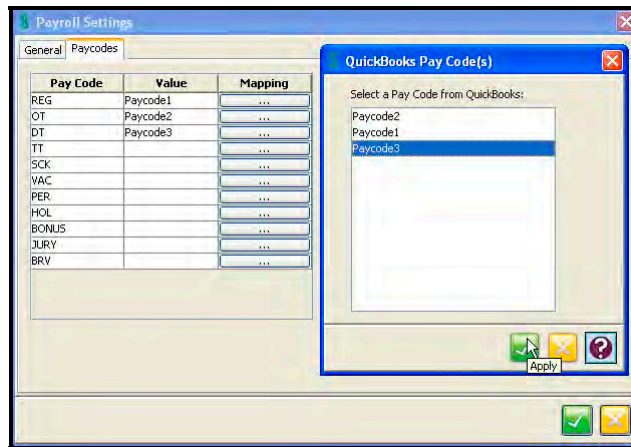 Payroll Settings
General Paycodes
Pay Code Value Mapping
REG Paycode1 ...
OT Paycode2 ...
DT Paycode3 ...
TT ...
SCK ...
VAC ...
PER ...
HOL ...
BONUS ...
JURY ...
BRV ...
QuickBooks Pay Code(s)
Select a Pay Code from QuickBooks:
Paycode2
Paycode1
Paycode3
?
Apply